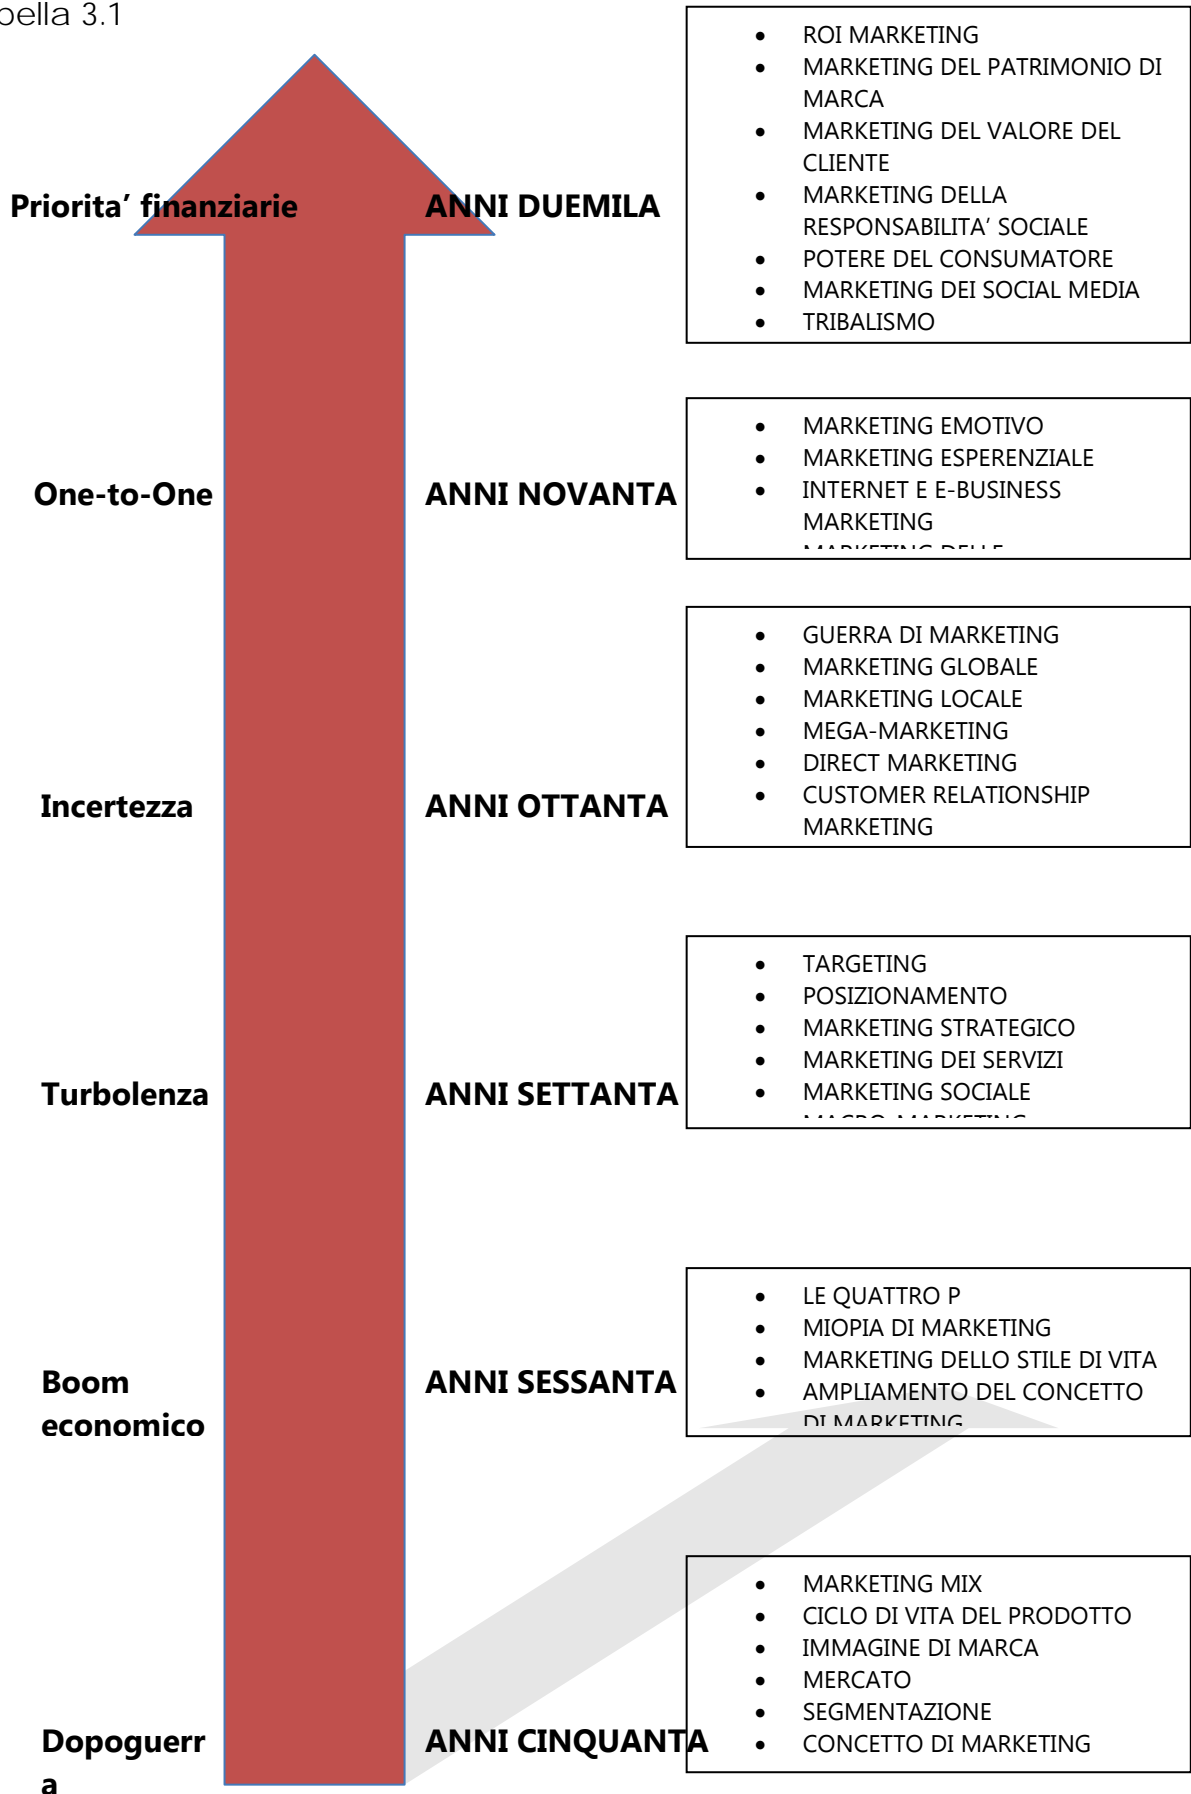 bella 3.1
• ROI MARKETING
• MARKETING DEL PATRIMONIO DI
MARCA
• MARKETING DEL VALORE DEL
CLIENTE
• MARKETING DELLA
RESPONSABILITA’ SOCIALE
• POTERE DEL CONSUMATORE
• MARKETING DEI SOCIAL MEDIA
• TRIBALISMO
Priorita’ finanziarie
ANNI DUEMILA
• MARKETING EMOTIVO
• MARKETING ESPERENZIALE
• INTERNET E E-BUSINESS
MARKETING
MARKETING DELLE
One-to-One
ANNI NOVANTA
• GUERRA DI MARKETING
• MARKETING GLOBALE
• MARKETING LOCALE
• MEGA-MARKETING
• DIRECT MARKETING
• CUSTOMER RELATIONSHIP
MARKETING
Incertezza
ANNI OTTANTA
• TARGETING
• POSIZIONAMENTO
• MARKETING STRATEGICO
• MARKETING DEI SERVIZI
• MARKETING SOCIALE
MACRO-MARKETING
Turbolenza
ANNI SETTANTA
• LE QUATTRO P
• MIOPIA DI MARKETING
• MARKETING DELLO STILE DI VITA
• AMPLIAMENTO DEL CONCETTO
DI MARKETING
Boom
economico
ANNI SESSANTA
• MARKETING MIX
• CICLO DI VITA DEL PRODOTTO
• IMMAGINE DI MARCA
• MERCATO
• SEGMENTAZIONE
• CONCETTO DI MARKETING
Dopoguerr
a
ANNI CINQUANTA